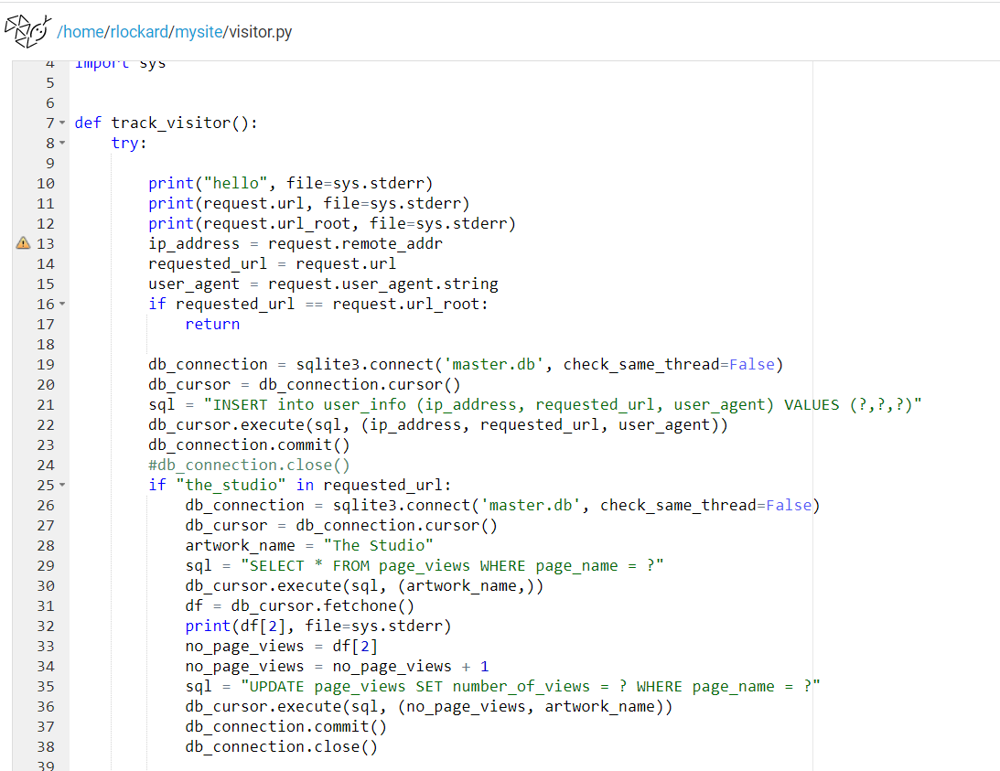 /home/rlockard/mysite/visitor.py
4 import sys
5
6
7 def track_visitor():
8     try:
9
10         print("hello", file=sys.stderr)
11         print(request.url, file=sys.stderr)
12         print(request.url_root, file=sys.stderr)
13         ip_address = request.remote_addr
14         requested_url = request.url
15         user_agent = request.user_agent.string
16         if requested_url == request.url_root:
17             return
18
19         db_connection = sqlite3.connect('master.db', check_same_thread=False)
20         db_cursor = db_connection.cursor()
21         sql = "INSERT into user_info (ip_address, requested_url, user_agent) VALUES (?,?,?)"
22         db_cursor.execute(sql, (ip_address, requested_url, user_agent))
23         db_connection.commit()
24         #db_connection.close()
25         if "the_studio" in requested_url:
26             db_connection = sqlite3.connect('master.db', check_same_thread=False)
27             db_cursor = db_connection.cursor()
28             artwork_name = "The Studio"
29             sql = "SELECT * FROM page_views WHERE page_name = ?"
30             db_cursor.execute(sql, (artwork_name,))
31             df = db_cursor.fetchone()
32             print(df[2], file=sys.stderr)
33             no_page_views = df[2]
34             no_page_views = no_page_views + 1
35             sql = "UPDATE page_views SET number_of_views = ? WHERE page_name = ?"
36             db_cursor.execute(sql, (no_page_views, artwork_name))
37             db_connection.commit()
38             db_connection.close()
39